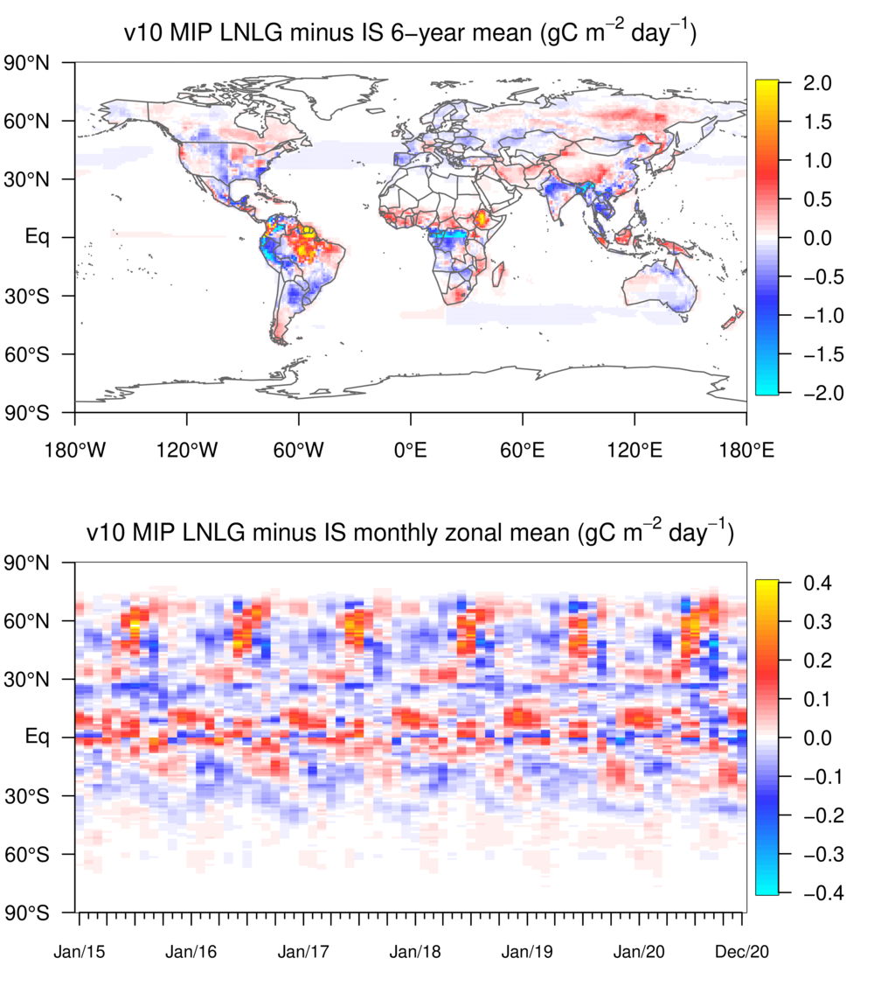 v10 MIP LNLG minus IS 6−year mean (gC m−2 day−1)
90°N
60°N
30°N
Eq
30°S
60°S
90°S
180°W 120°W 60°W 0°E 60°E 120°E 180°E
2.0
1.5
1.0
0.5
0.0
−0.5
−1.0
−1.5
−2.0
v10 MIP LNLG minus IS monthly zonal mean (gC m−2 day−1)
90°N
60°N
30°N
Eq
30°S
60°S
90°S
Jan/15 Jan/16 Jan/17 Jan/18 Jan/19 Jan/20 Dec/20
0.4
0.3
0.2
0.1
0.0
−0.1
−0.2
−0.3
−0.4